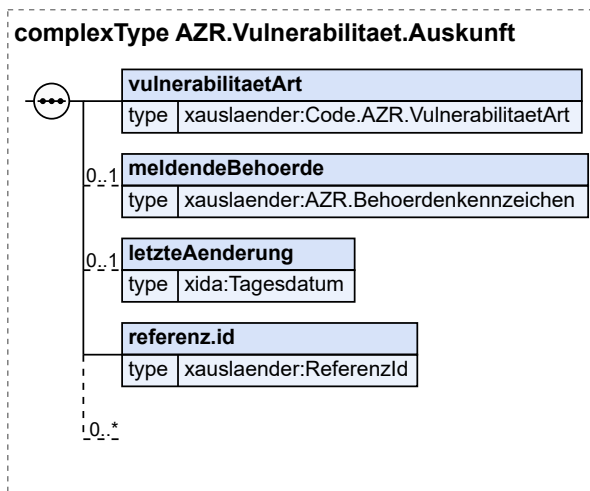 complexType AZR.Vulnerabilitaet.Auskunft
vulnerabilitaetArt
type xauslaender:Code.AZR.VulnerabilitaetArt
0..1 meldendeBehoerde
type xauslaender:AZR.Behoerdenkennzeichen
0..1 letzteAenderung
type xida:Tagesdatum
referenz.id
type xauslaender:ReferenzId
0..*